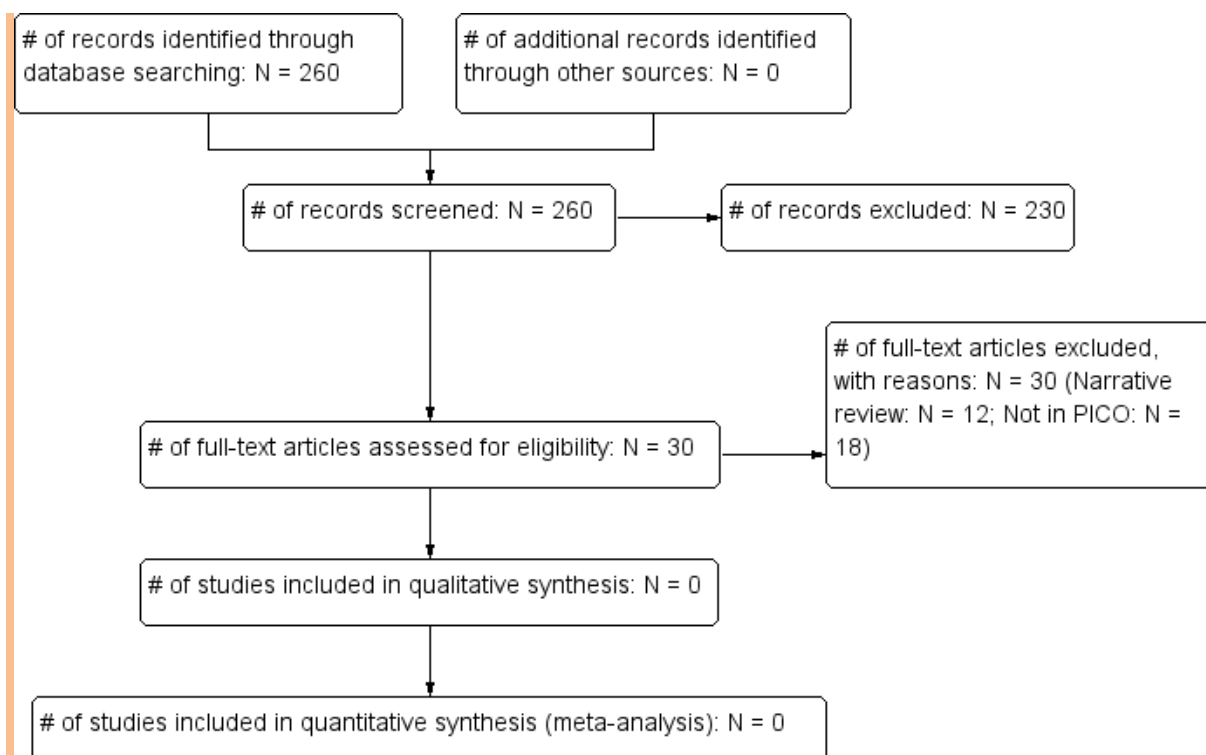 # of records identified through
database searching: N = 260
# of additional records identified
through other sources: N = 0
# of records screened: N = 260
# of records excluded: N = 230
# of full-text articles excluded,
with reasons: N = 30 (Narrative
review: N = 12; Not in PICO: N =
18)
# of full-text articles assessed for eligibility: N = 30
# of studies included in qualitative synthesis: N = 0
# of studies included in quantitative synthesis (meta-analysis): N = 0